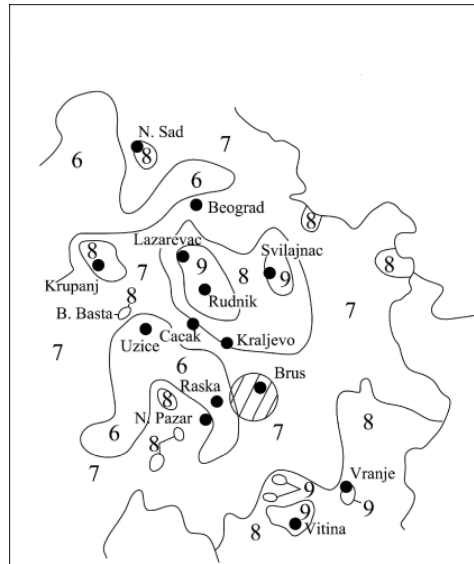 N. Sad
8
7
6
6
Beograd
8
Lazarevac
Svilajnac
8
9
8
9
8
Krupanj
7
Rudnik
8
7
B. Basta
Cacak
Kraljevo
Uzice
7
6
Brus
Raska
8
8
6
N. Pazar
7
8
7
Vranje
9
9
9
8
Vitina